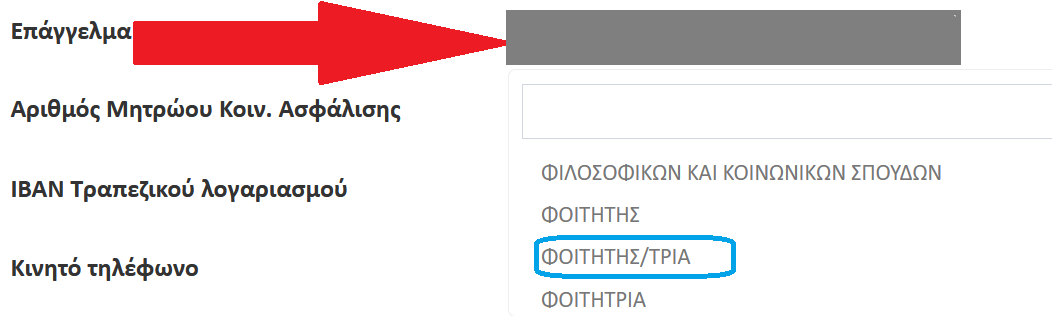 Επάγγελμα
Αριθμός Μητρώου Κοιν. Ασφάλισης
ΦΙΛΟΣΟΦΙΚΩΝ ΚΑΙ ΚΟΙΝΩΝΙΚΩΝ ΣΠΟΥΔΩΝ
IBAN Τραπεζικού λογαριασμού
ΦΟΙΤΗΤΗΣ
ΦΟΙΤΗΤΗΣ/ΤΡΙΑ
Κινητό τηλέφωνο
ΦΟΙΤΗΤΡΙΑ